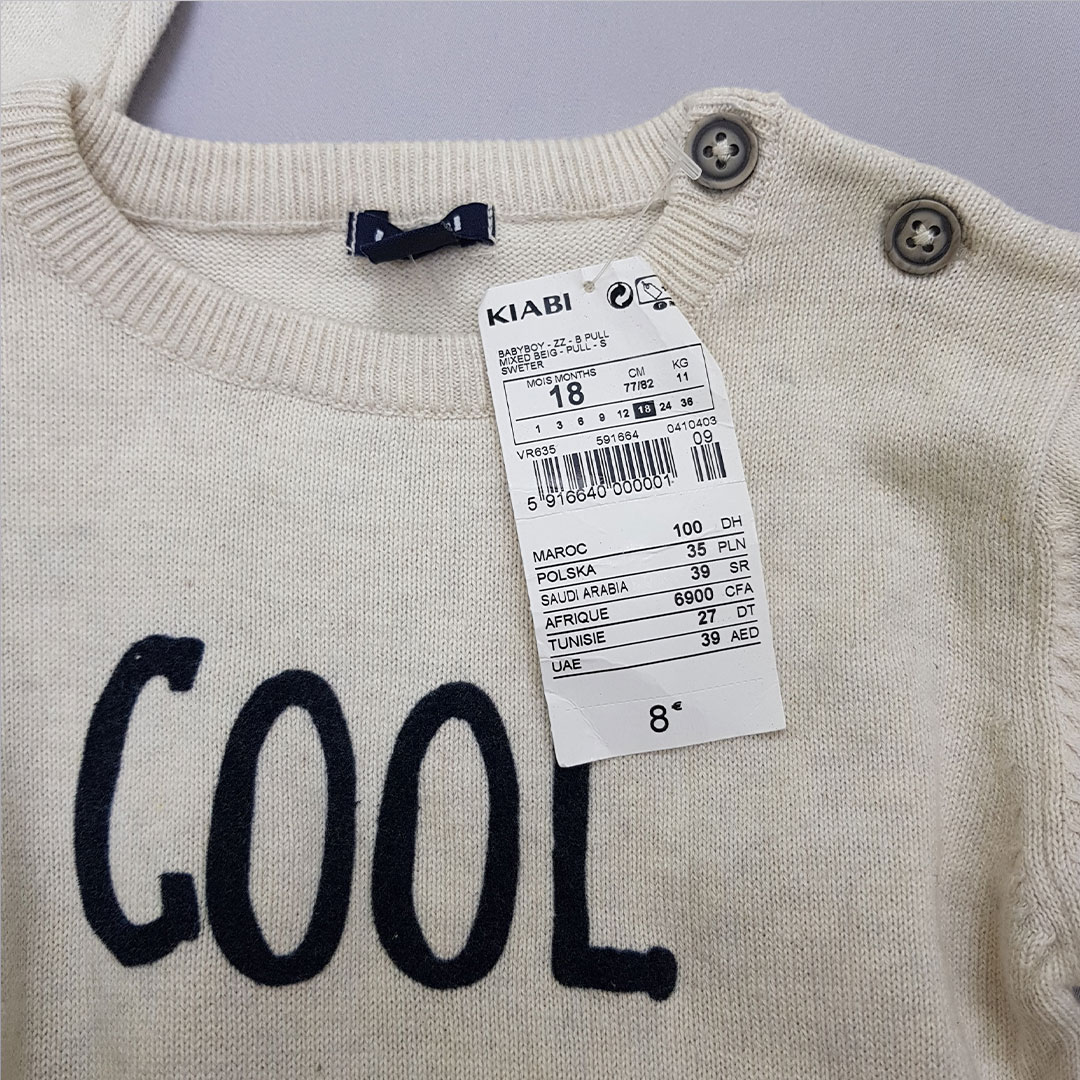 KIABI
BABYBOY - ZZ - B PULL
MIXED BEIG - PULL - S
SWETER
MOIS MONTHS CM KG
18 77/82 11
1 3 6 9 12 18 24 36
VR635 591664 0410403
09
5 916640 000001
100 DH
MAROC 35 PLN
POLSKA 39 SR
SAUDI ARABIA 6900 CFA
AFRIQUE 27 DT
TUNISIE 39 AED
UAE
8€
COOL